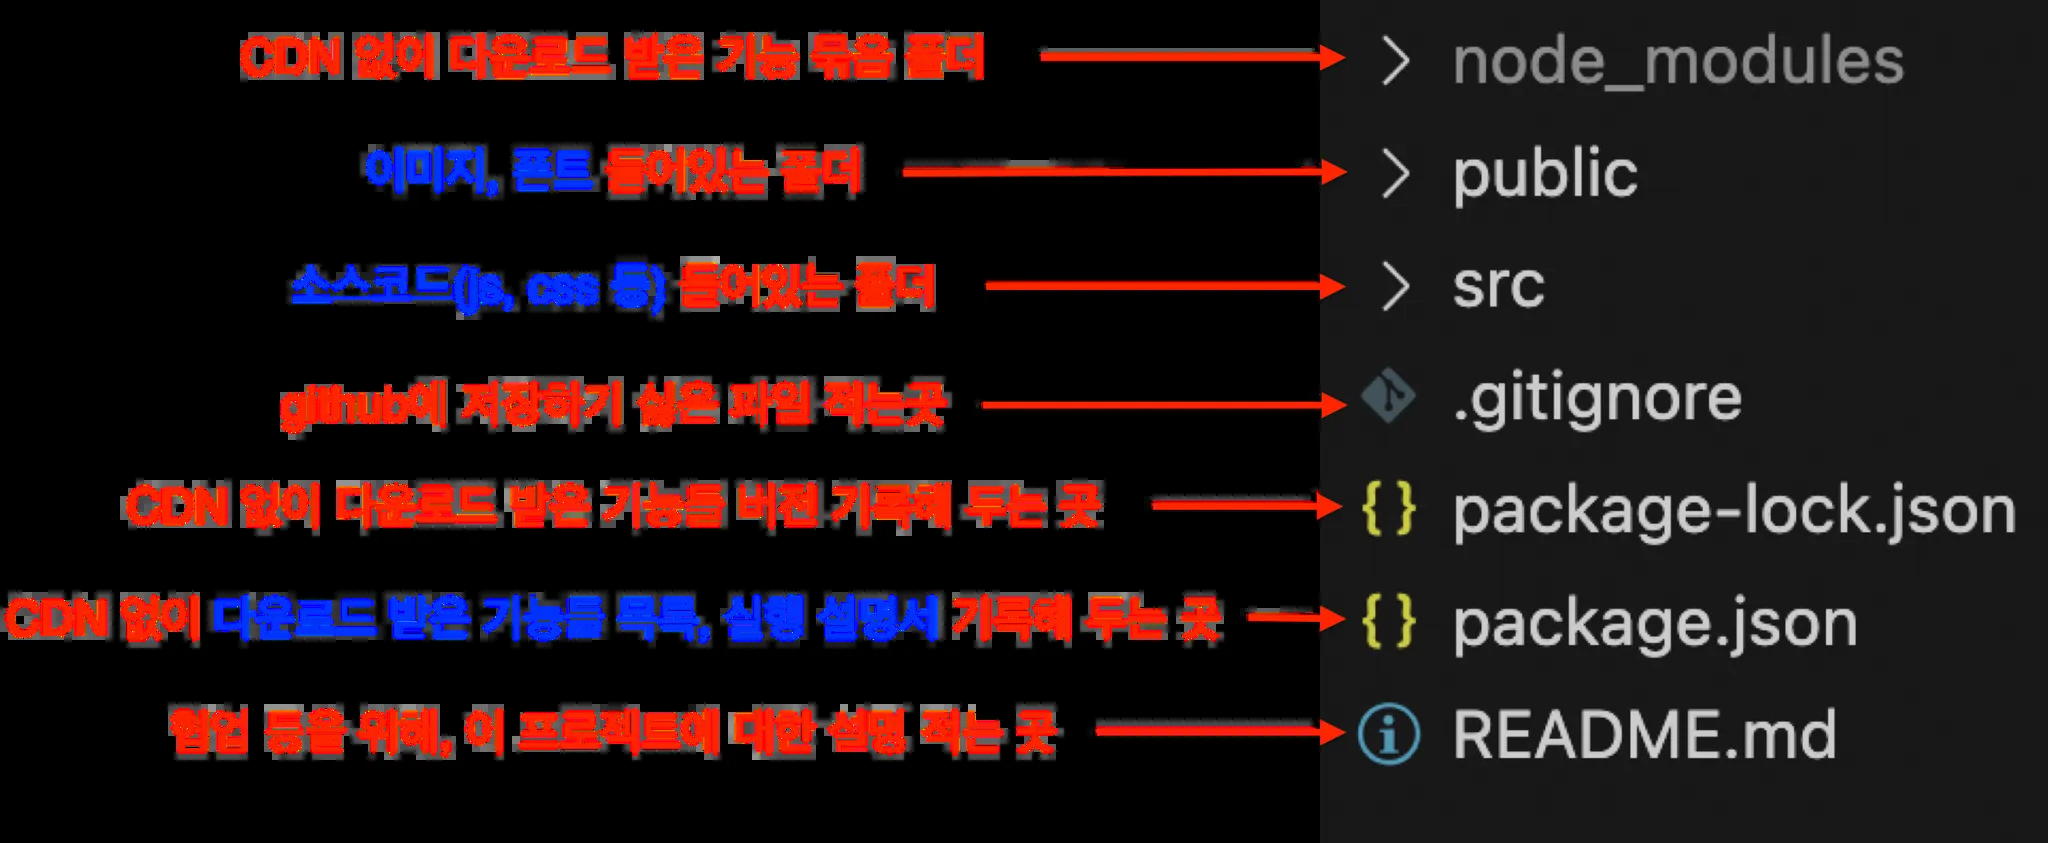 CDN 없이 다운로드 받은 기능 묶음 폴더 node_modules
이미지, 폰트 들어있는 폴더 public
소스코드(js, css 등) 들어있는 폴더 src
github에 저장하기 싫은 파일 적는곳 .gitignore
CDN 없이 다운로드 받은 기능들 버전 기록해 두는 곳 package-lock.json
CDN 없이 다운로드 받은 기능들 목록, 실행 설명서 기록해 두는 곳 package.json
협업 등을 위해, 이 프로젝트에 대한 설명 적는 곳 README.md